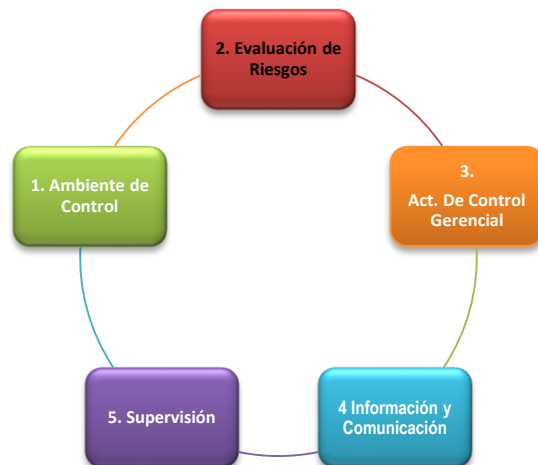 2. Evaluación de
Riesgos
1. Ambiente de
Control
3.
Act. De Control
Gerencial
5. Supervisión
4 Información y
Comunicación